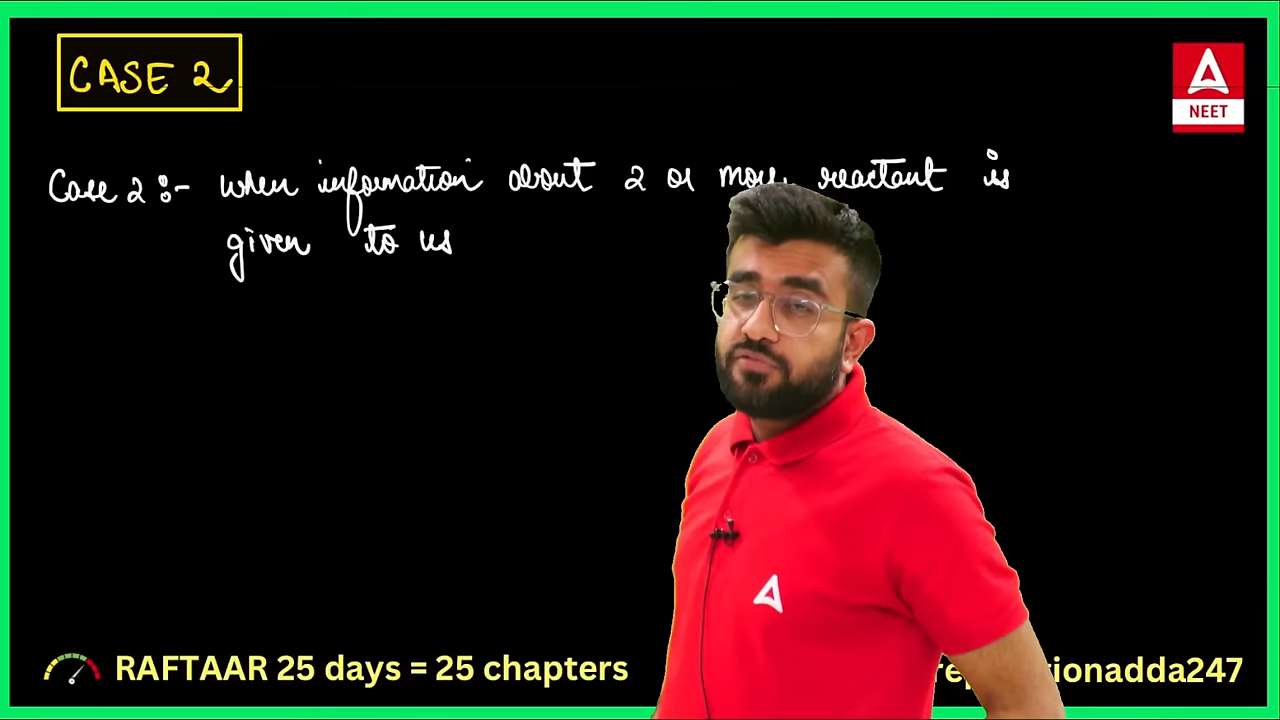 CASE 2
NEET
Case 2 :- when information about 2 or more reactant is
given to us
RAFTAAR 25 days = 25 chapters
adda247